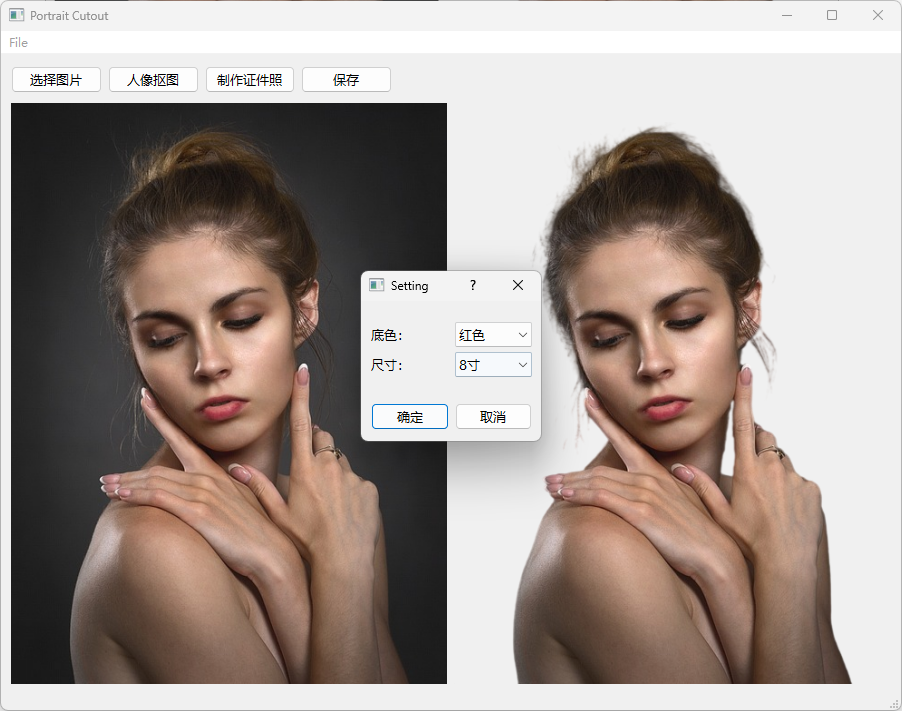 Portrait Cutout
File
选择图片 人像抠图 制作证件照 保存
Setting ?
底色： 红色
尺寸： 8寸
确定 取消